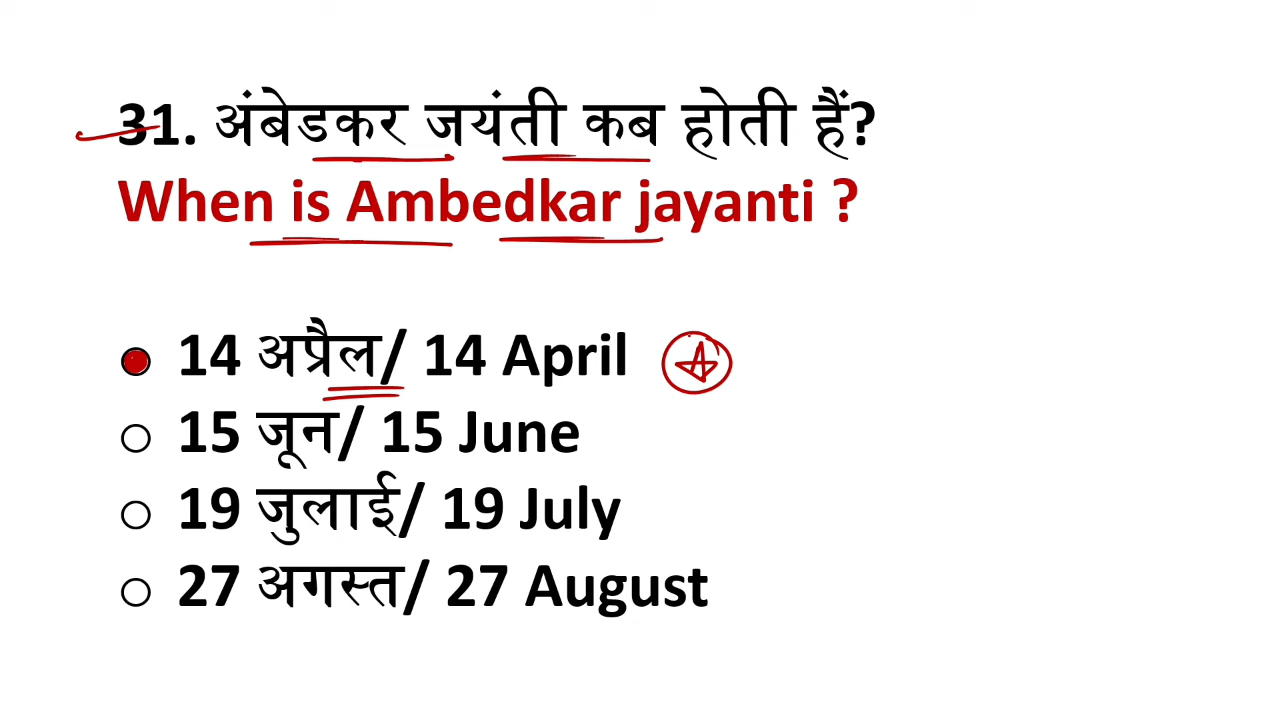 31. अंबेडकर जयंती कब होती हैं?
When is Ambedkar jayanti ?
14 अप्रैल/ 14 April
15 जून/ 15 June
19 जुलाई/ 19 July
27 अगस्त/ 27 August